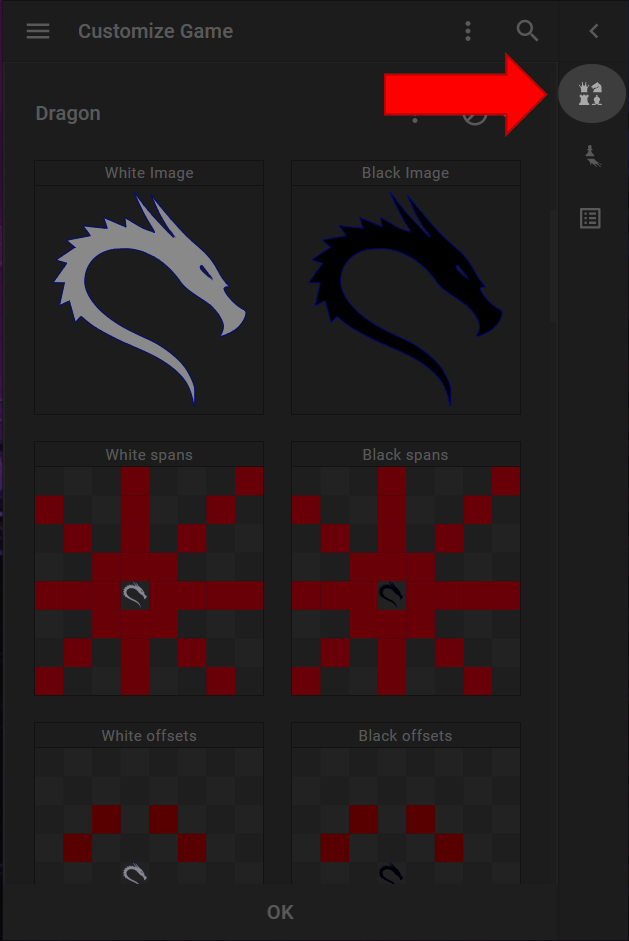 Customize Game
Dragon
White Image
Black Image
White spans
Black spans
White offsets
Black offsets
OK